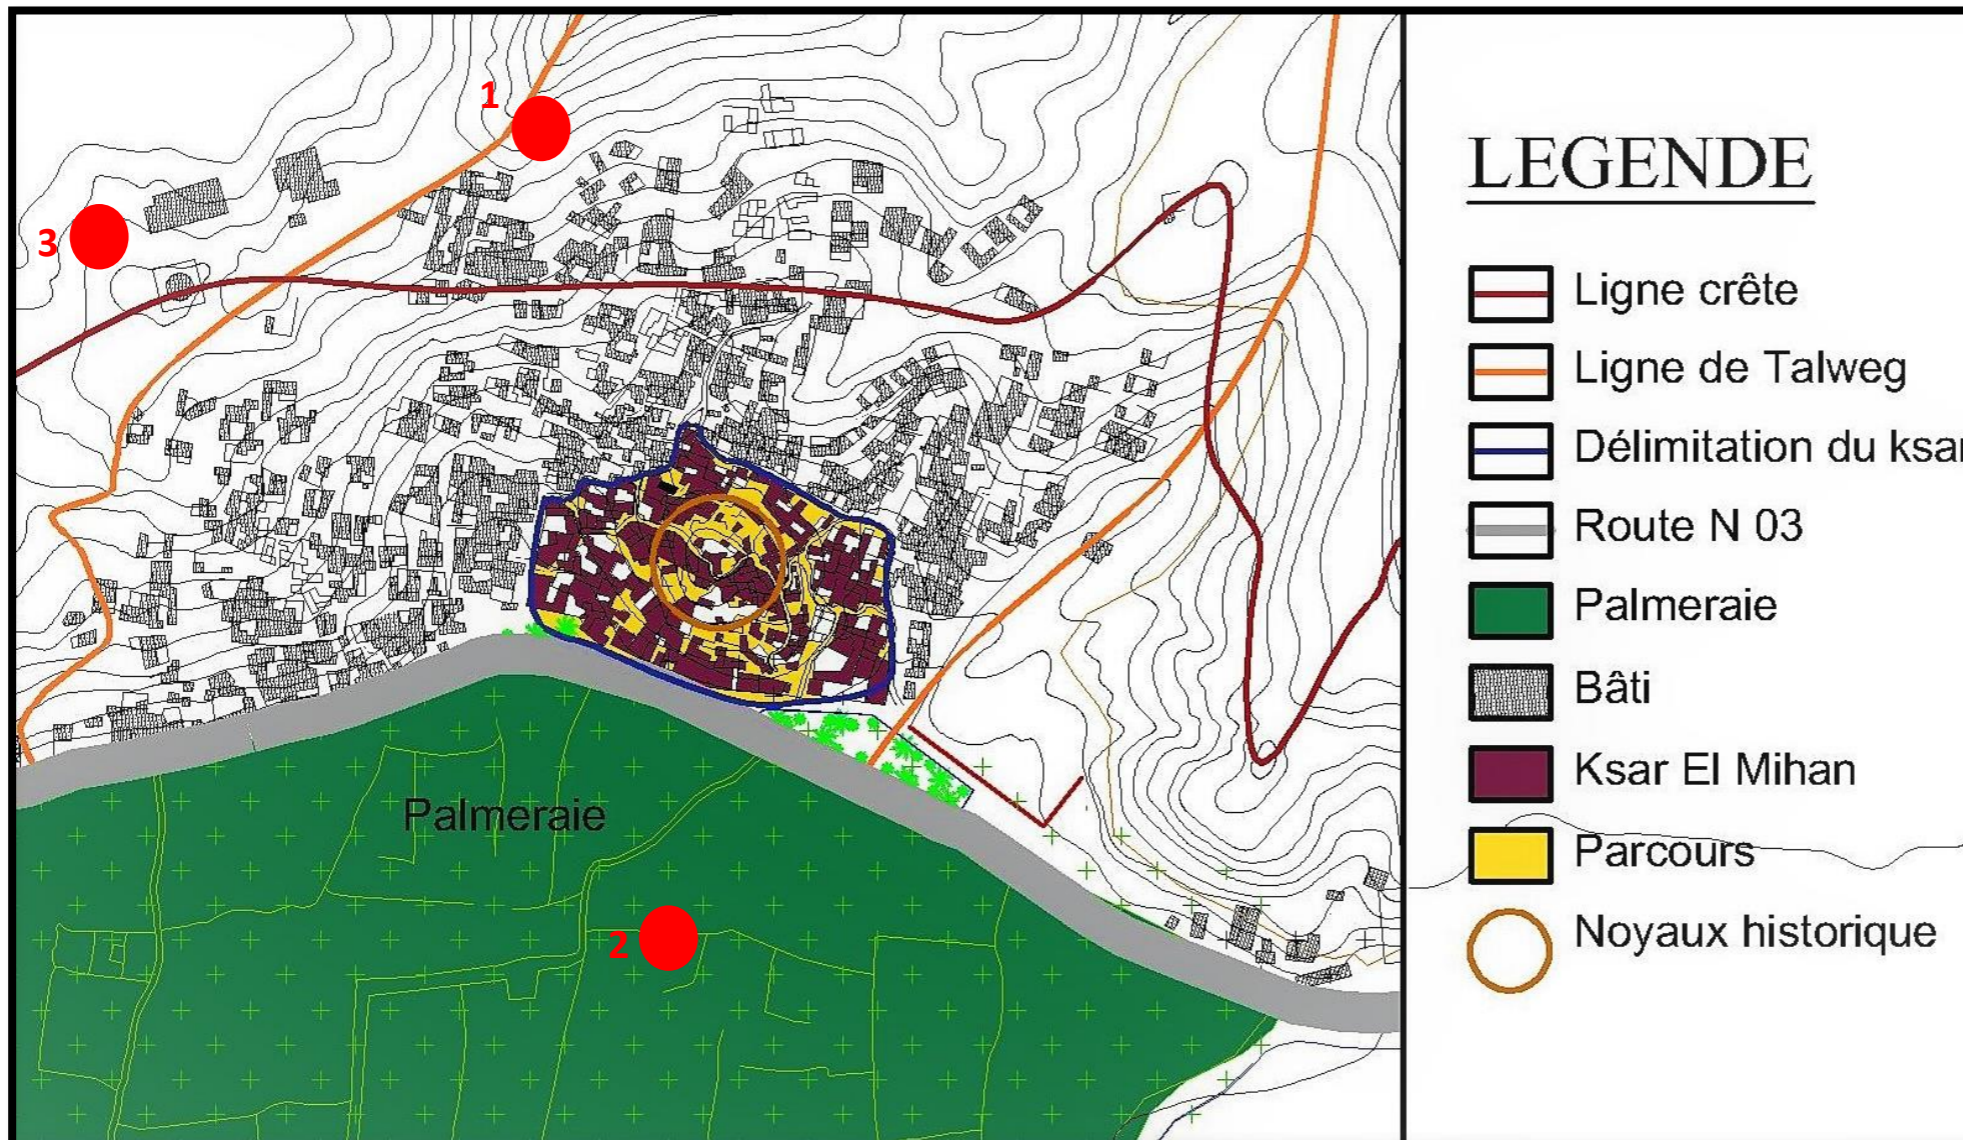 1
3
2
Palmeraie
LEGENDE
Ligne crête
Ligne de Talweg
Délimitation du ksar
Route N 03
Palmeraie
Bâti
Ksar El Mihan
Parcours
Noyaux historique